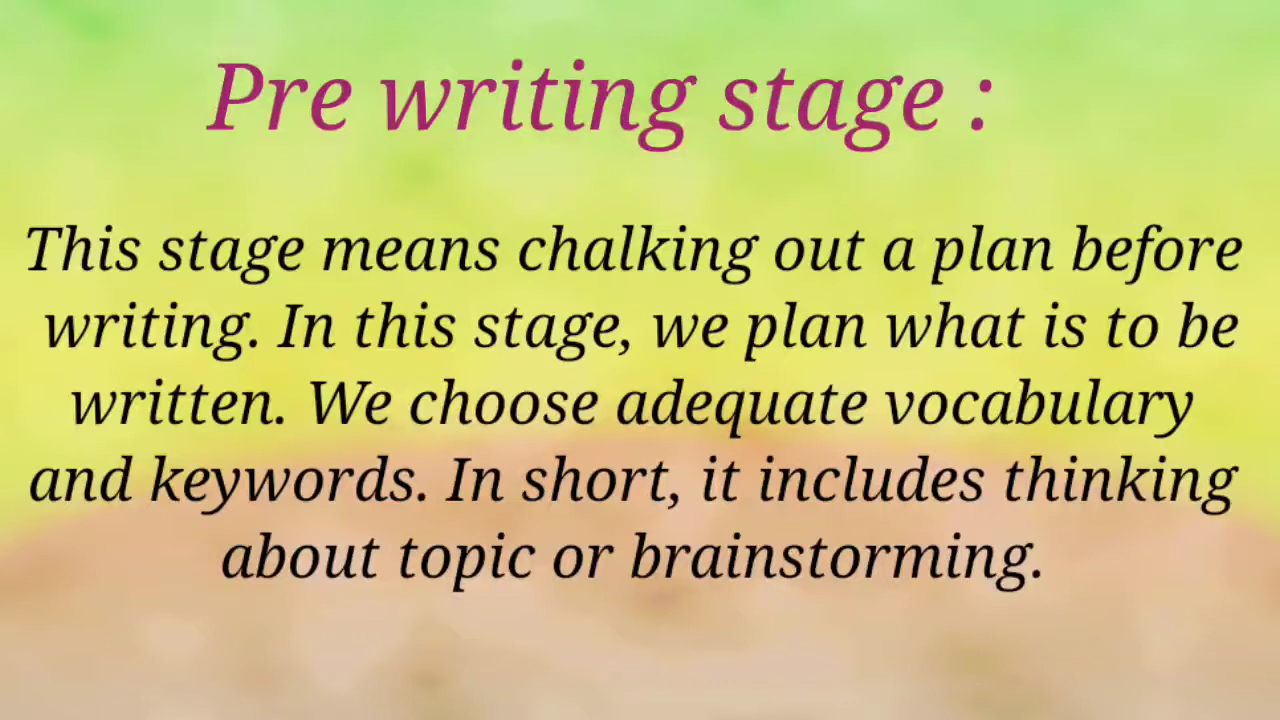 Pre writing stage :
This stage means chalking out a plan before
writing. In this stage, we plan what is to be
written. We choose adequate vocabulary
and keywords. In short, it includes thinking
about topic or brainstorming.